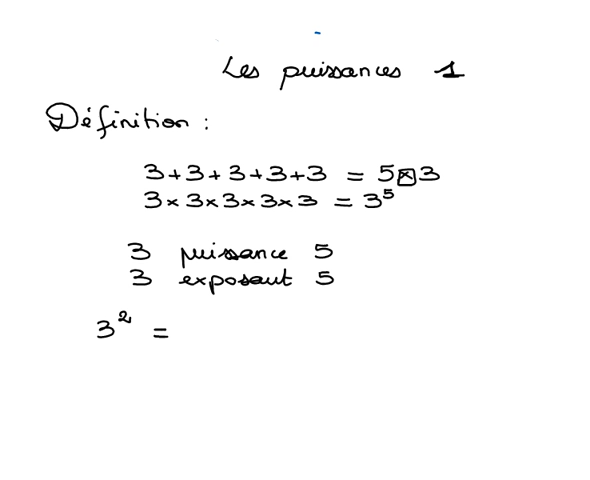 Les puissances 1
Définition :
3+3+3+3+3 = 5×3
3×3×3×3×3 = 3⁵
3 puissance 5
3 exposant 5
3² =